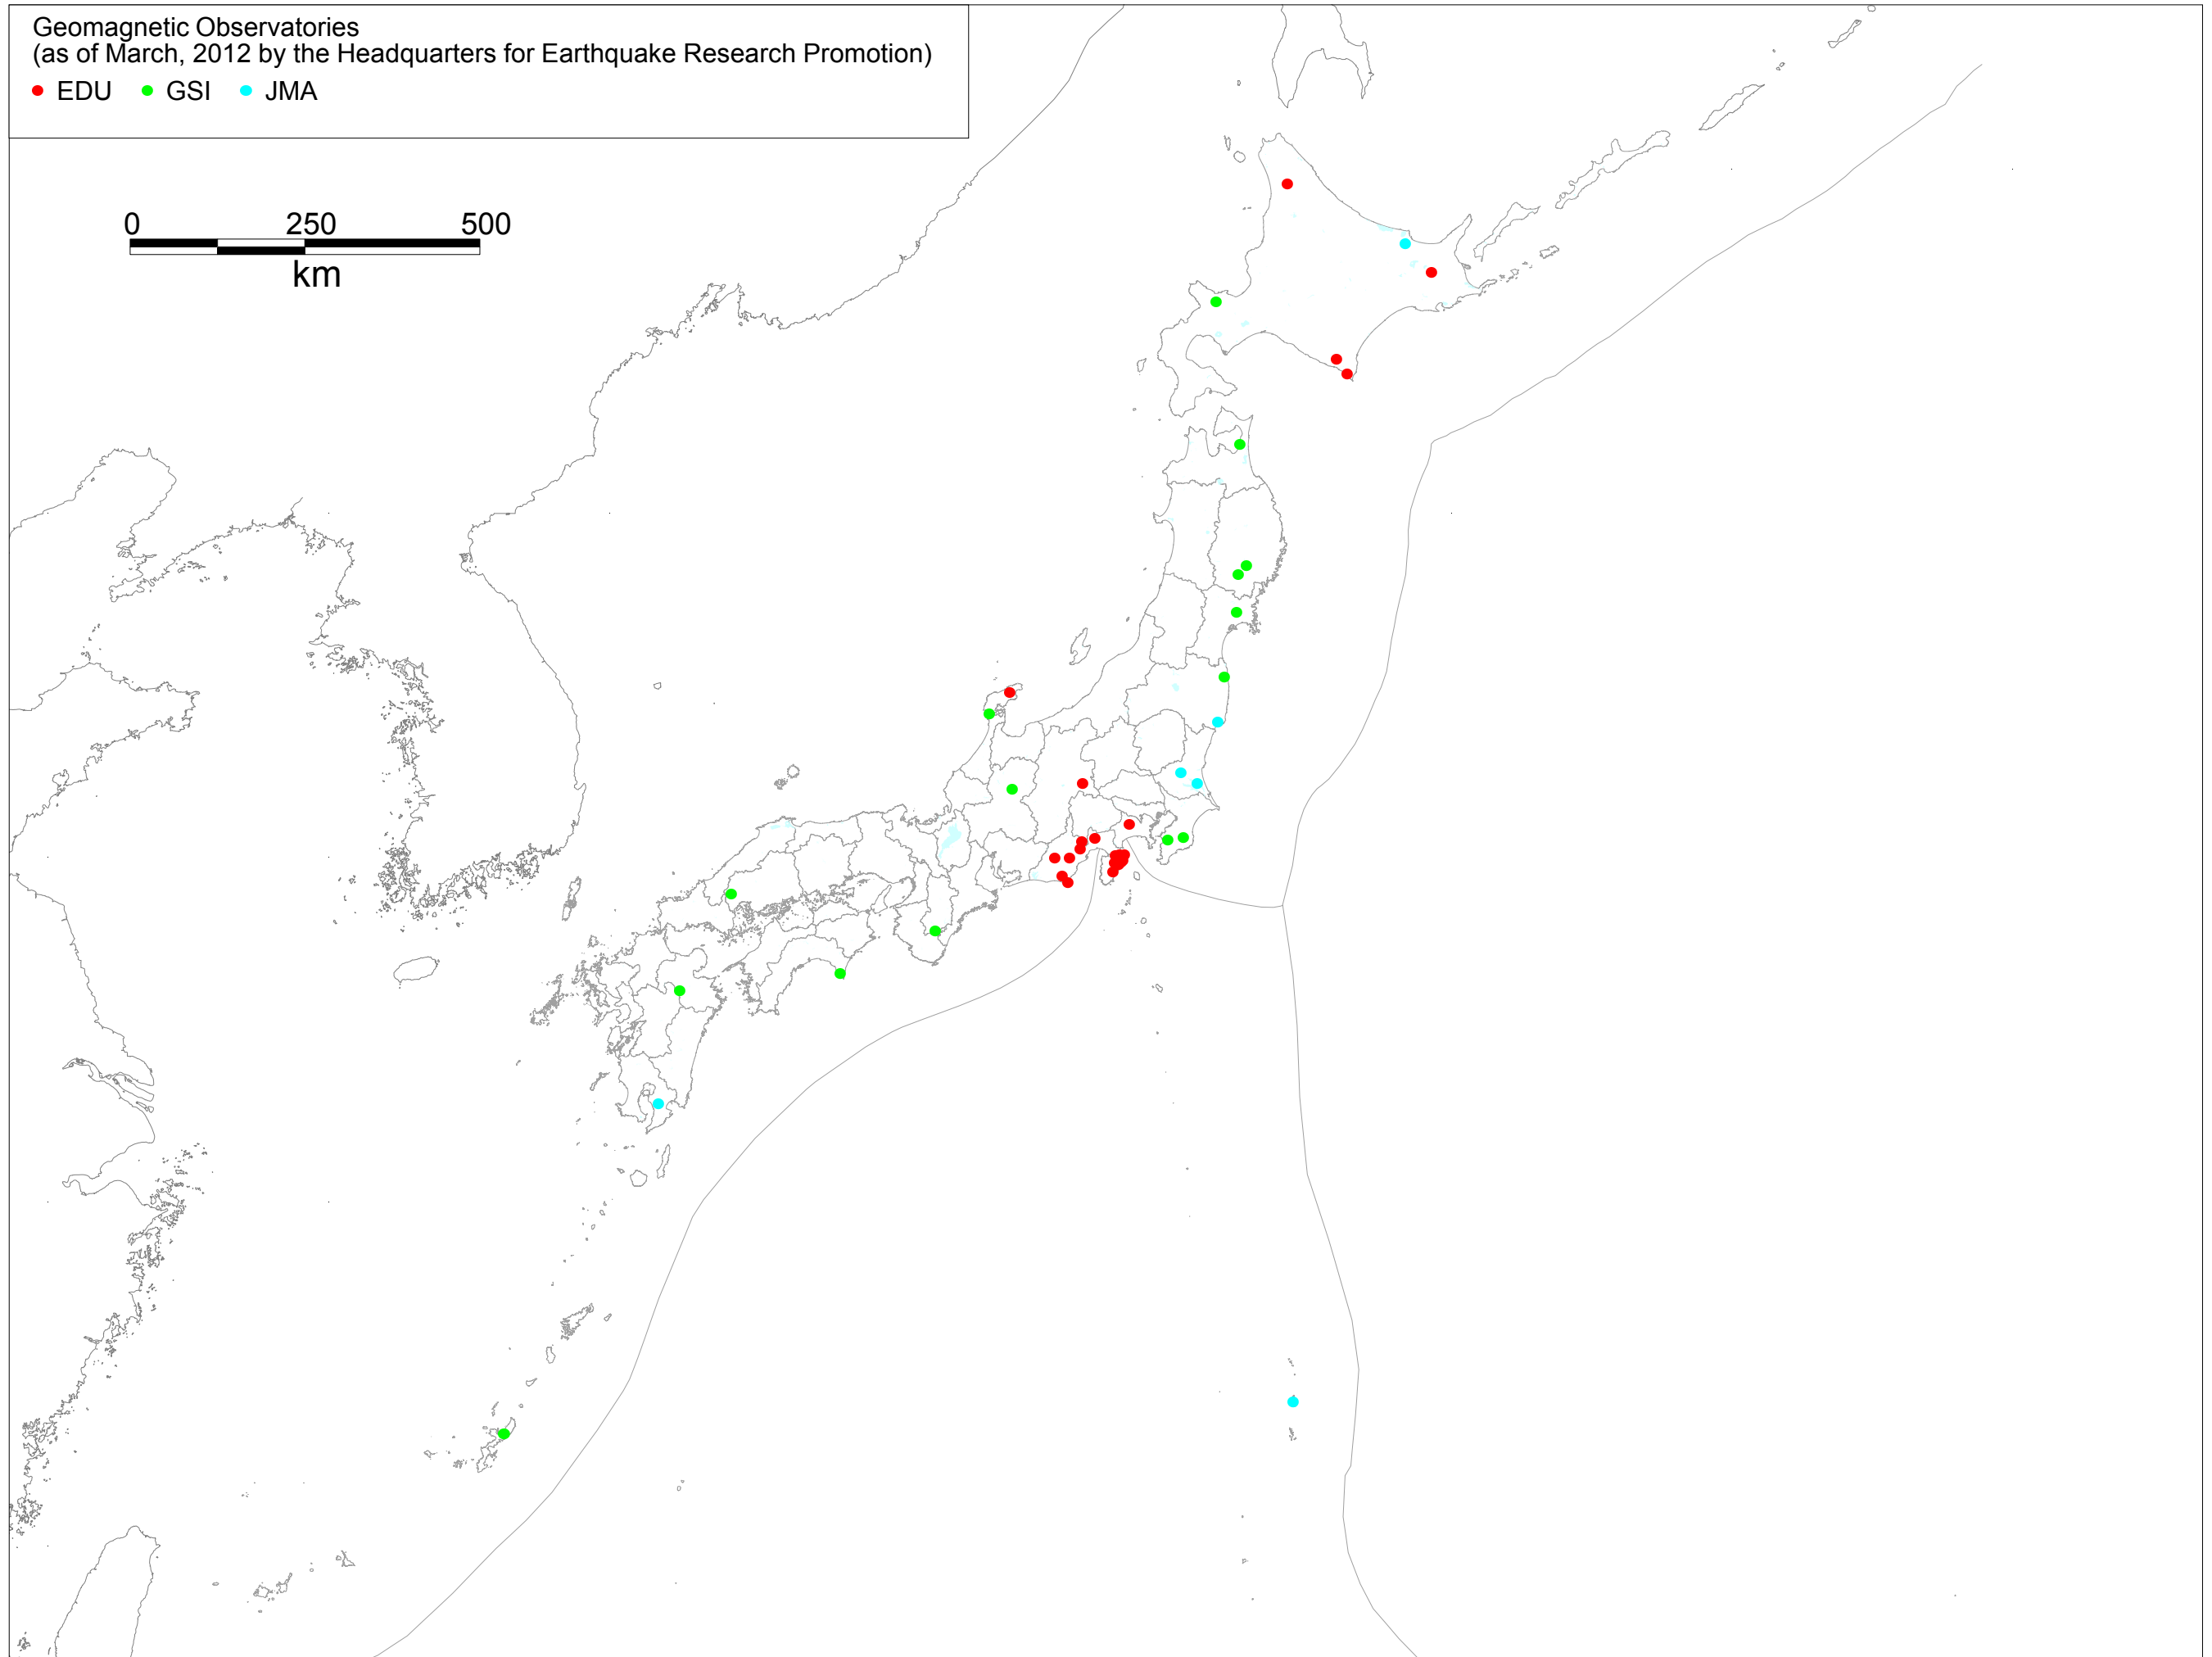 Geomagnetic Observatories
(as of March, 2012 by the Headquarters for Earthquake Research Promotion)
EDU GSI JMA
0 250 500
km